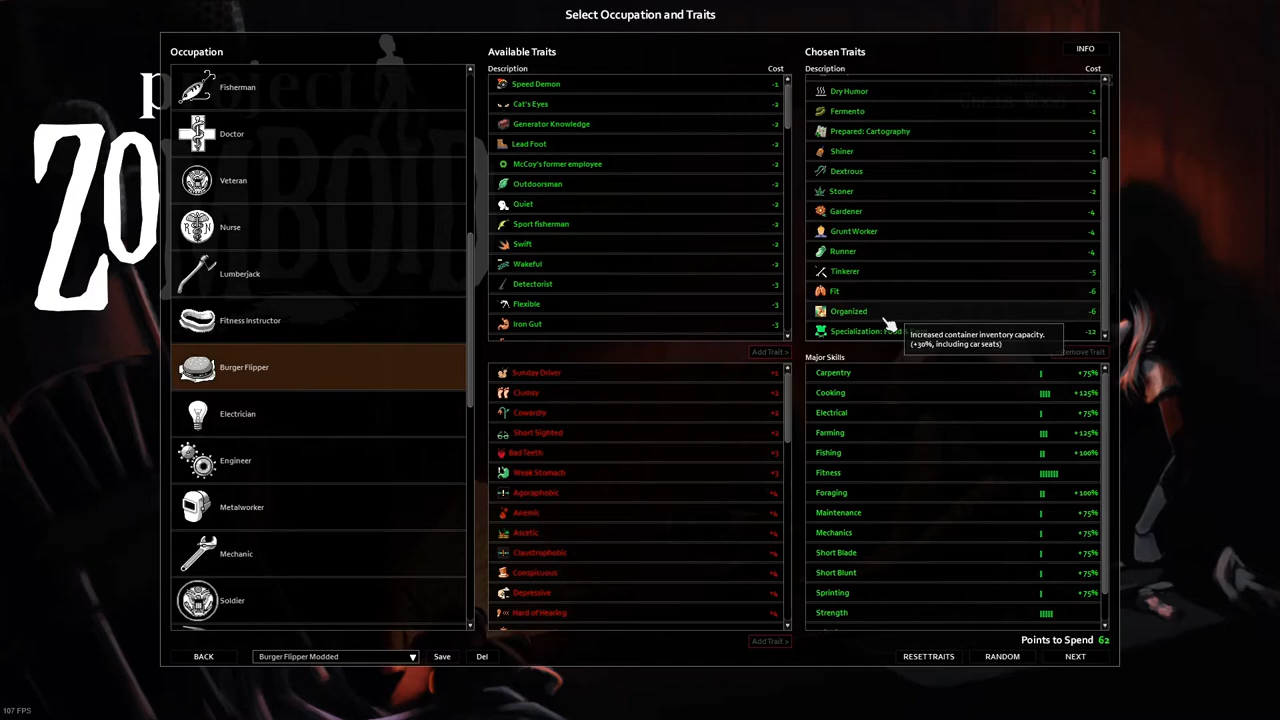 Select Occupation and Traits
Occupation
Fisherman
Doctor
Veteran
Nurse
Lumberjack
Fitness Instructor
Burger Flipper
Electrician
Engineer
Metalworker
Mechanic
Soldier
Available Traits
Description Cost
Speed Demon -1
Cat's Eyes -2
Generator Knowledge -2
Lead Foot -2
McCoy's former employee -2
Outdoorsman -2
Quiet -2
Sport fisherman -2
Swift -2
Wakeful -2
Detectorist -3
Flexible -3
Iron Gut -3
Add Trait >
Sunday Driver +1
Clumsy +2
Cowardly +2
Short Sighted +2
Bad Teeth +3
Weak Stomach +3
Agoraphobic +4
Anemic +4
Ascetic +4
Claustrophobic +4
Conspicuous +4
Depressive +4
Hard of Hearing +4
Add Trait >
Chosen Traits
INFO
Description Cost
Dry Humor -1
Fermento -1
Prepared: Cartography -1
Shiner -1
Dextrous -2
Stoner -2
Gardener -4
Grunt Worker -4
Runner -4
Tinkerer -5
Fit -6
Organized -6
Specialization: Food -12
Increased container inventory capacity.
(+30%, including car seats)
Remove Trait
Major Skills
Carpentry +75%
Cooking +125%
Electrical +75%
Farming +125%
Fishing +100%
Fitness
Foraging +100%
Maintenance +75%
Mechanics +75%
Short Blade +75%
Short Blunt +75%
Sprinting +75%
Strength
Points to Spend 62
BACK
Burger Flipper Modded
Save
Del
RESET TRAITS
RANDOM
NEXT
project
ZOMBOID
107 FPS